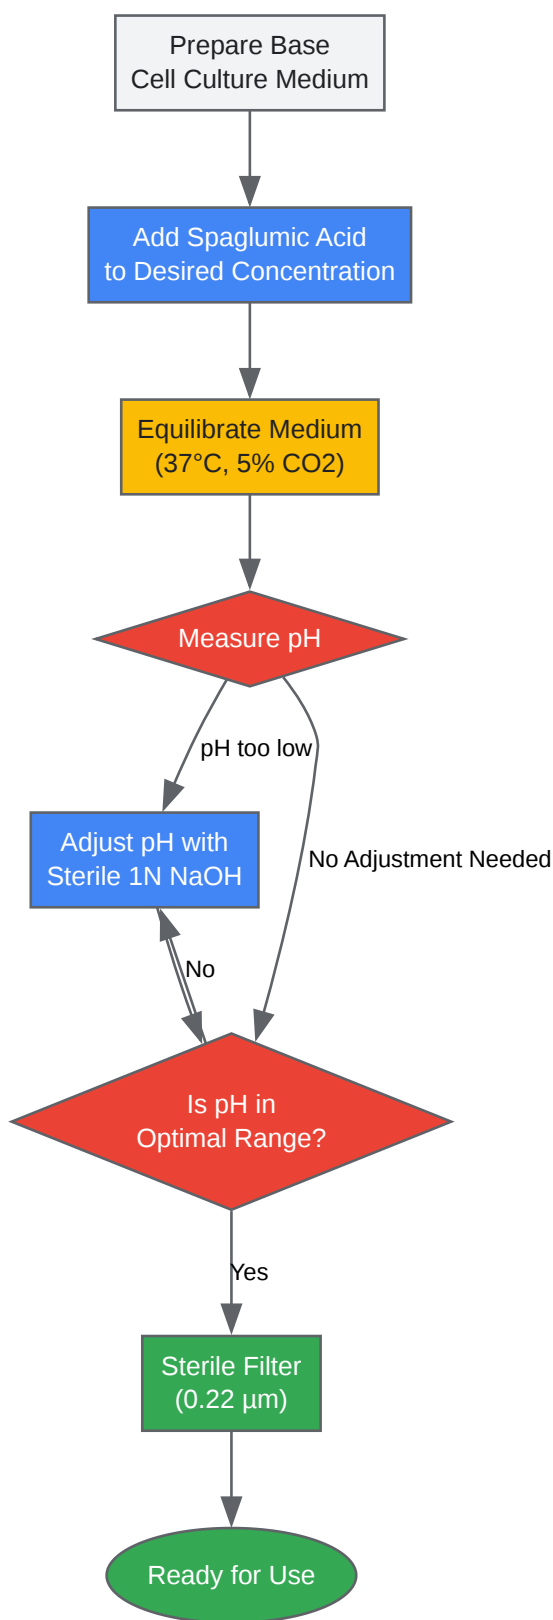 Prepare Base
Cell Culture Medium
Add Spaglumic Acid
to Desired Concentration
Equilibrate Medium
(37°C, 5% CO2)
Measure pH
pH too low
Adjust pH with
Sterile 1N NaOH
No Adjustment Needed
No
Is pH in
Optimal Range?
Yes
Sterile Filter
(0.22 µm)
Ready for Use